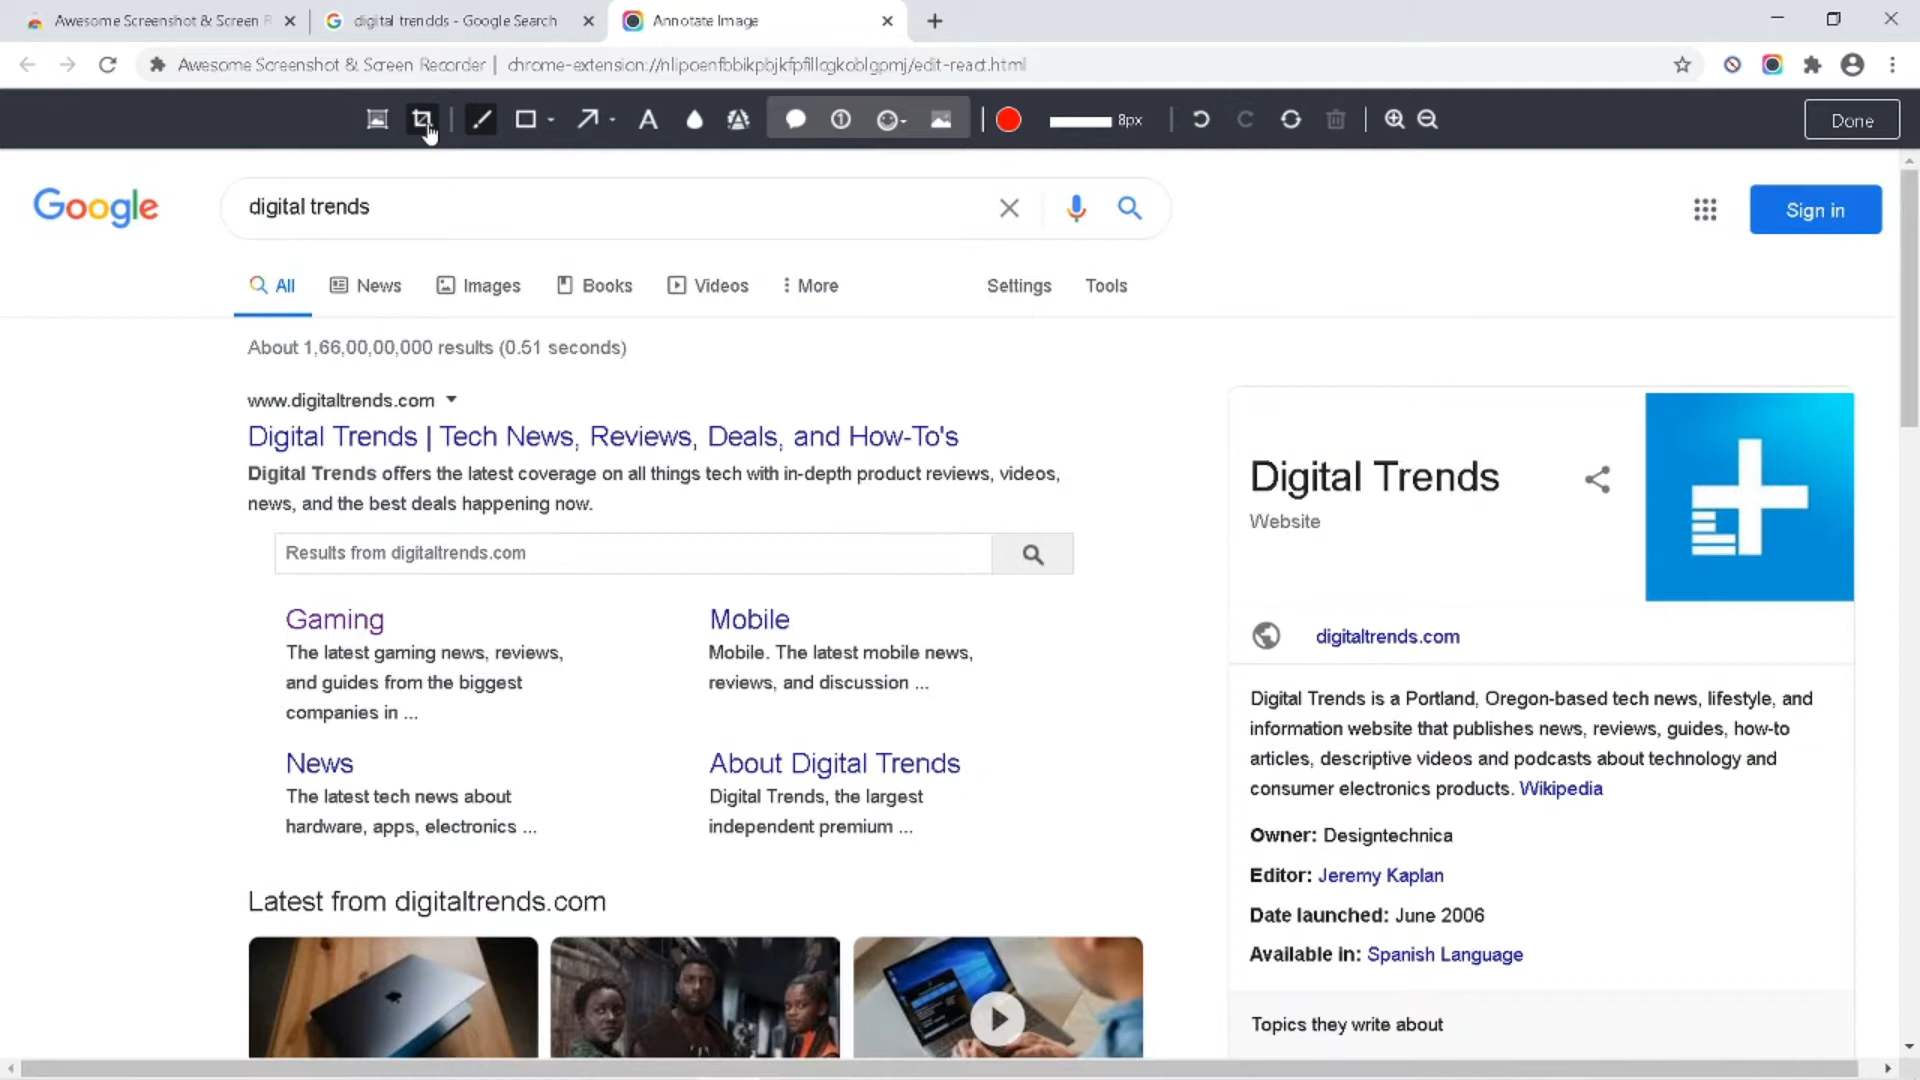 Awesome Screenshot & Screen R
digital trendds - Google Search
Annotate Image
Awesome Screenshot & Screen Recorder | chrome-extension://nlipoenfbbikpbjkfpfillcgkoblgpmj/edit-react.html
A
1
8px
Done
Google
digital trends
Sign in
All
News
Images
Books
Videos
More
Settings
Tools
About 1,66,00,00,000 results (0.51 seconds)
www.digitaltrends.com
Digital Trends | Tech News, Reviews, Deals, and How-To's
Digital Trends offers the latest coverage on all things tech with in-depth product reviews, videos,
news, and the best deals happening now.
Results from digitaltrends.com
Gaming
The latest gaming news, reviews,
and guides from the biggest
companies in ...
Mobile
Mobile. The latest mobile news,
reviews, and discussion ...
News
The latest tech news about
hardware, apps, electronics ...
About Digital Trends
Digital Trends, the largest
independent premium ...
Latest from digitaltrends.com
Digital Trends
Website
digitaltrends.com
Digital Trends is a Portland, Oregon-based tech news, lifestyle, and
information website that publishes news, reviews, guides, how-to
articles, descriptive videos and podcasts about technology and
consumer electronics products. Wikipedia
Owner: Designtechnica
Editor: Jeremy Kaplan
Date launched: June 2006
Available in: Spanish Language
Topics they write about